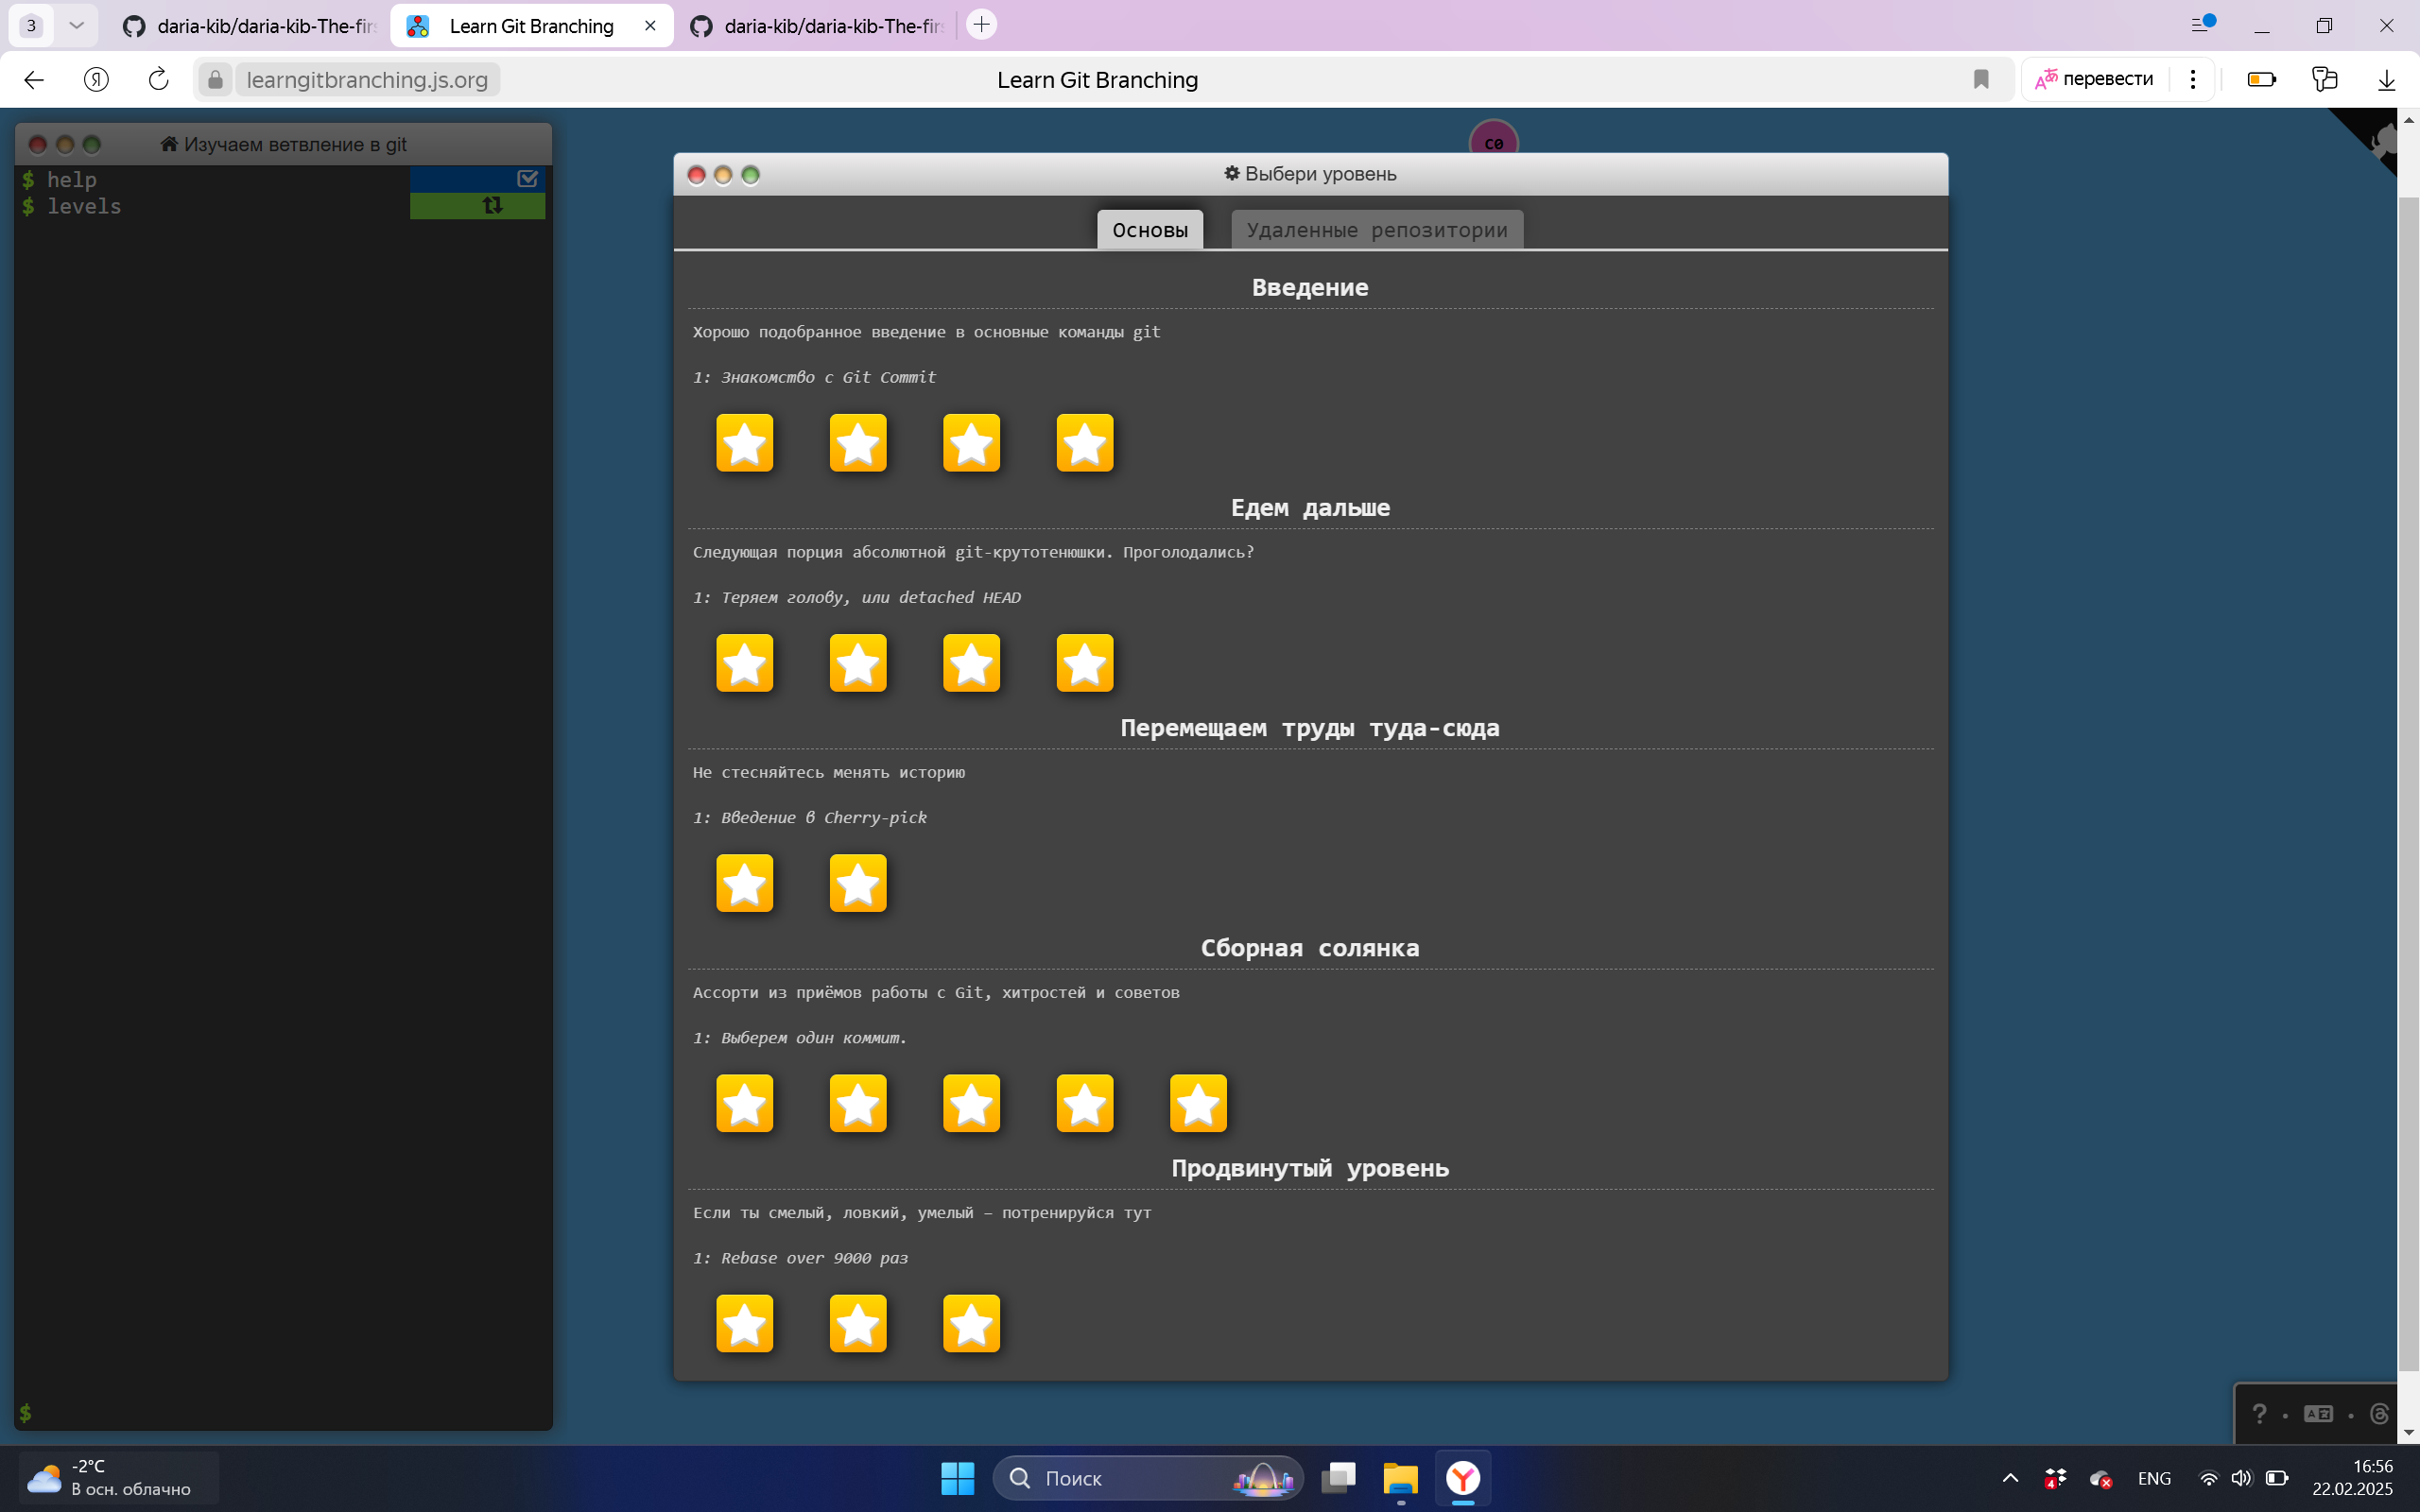 3
daria-kib/daria-kib-The-firs
Learn Git Branching
daria-kib/daria-kib-The-firs
learngitbranching.js.org
Learn Git Branching
перевести
Изучаем ветвление в git
$ help
$ levels
$
C0
Выбери уровень
Основы
Удаленные репозитории
Введение
Хорошо подобранное введение в основные команды git
1: Знакомство с Git Commit
Едем дальше
Следующая порция абсолютной git-крутотенюшки. Проголодались?
1: Теряем голову, или detached HEAD
Перемещаем труды туда-сюда
Не стесняйтесь менять историю
1: Введение в Cherry-pick
Сборная солянка
Ассорти из приёмов работы с Git, хитростей и советов
1: Выберем один коммит.
Продвинутый уровень
Если ты смелый, ловкий, умелый – потренируйся тут
1: Rebase over 9000 раз
-2°C
В осн. облачно
Поиск
4
ENG
16:56
22.02.2025